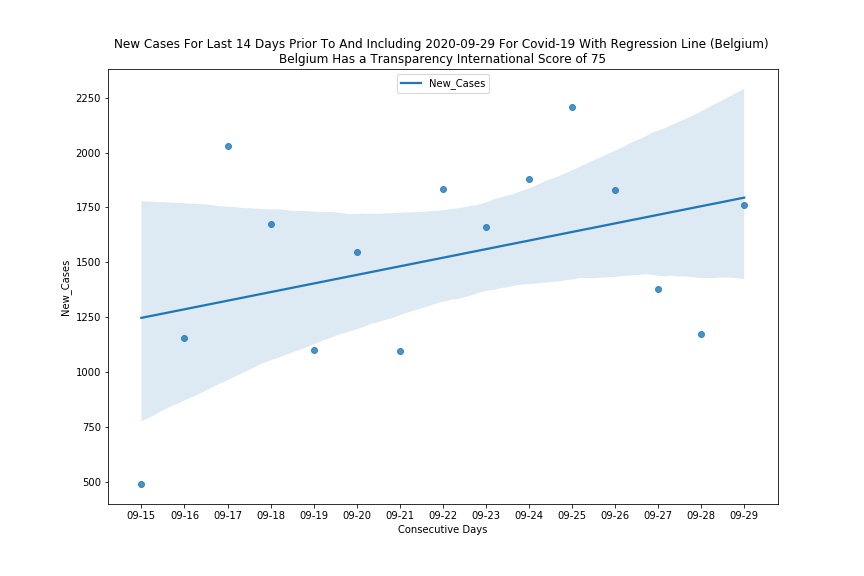 New Cases For Last 14 Days Prior To And Including 2020-09-29 For Covid-19 With Regression Line (Belgium)
Belgium Has a Transparency International Score of 75
New_Cases
2250
2000
1750
1500
1250
1000
750
500
New_Cases
09-15 09-16 09-17 09-18 09-19 09-20 09-21 09-22 09-23 09-24 09-25 09-26 09-27 09-28 09-29
Consecutive Days